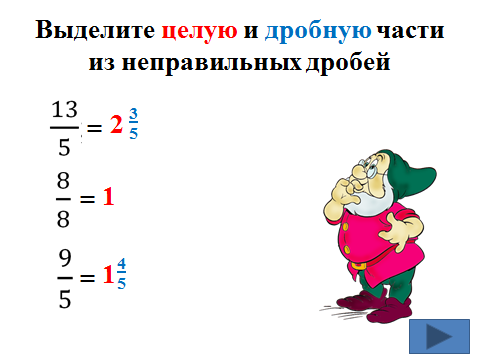 Выделите целую и дробную части
из неправильных дробей
13/5 = 2 3/5
8/8 = 1
9/5 = 1 4/5